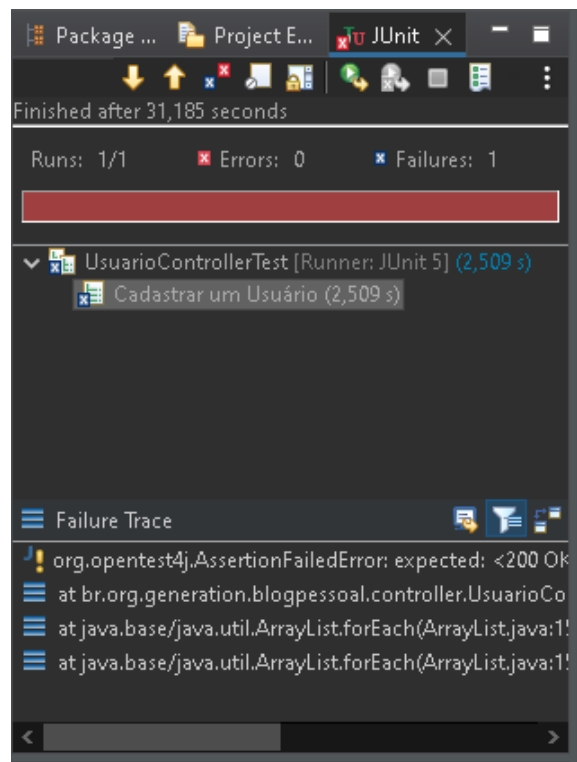 Package ... Project E... JUnit
Finished after 31,185 seconds
Runs: 1/1 Errors: 0 Failures: 1
UsuarioControllerTest [Runner: JUnit 5] (2,509 s)
Cadastrar um Usuário (2,509 s)
Failure Trace
org.opentest4j.AssertionFailedError: expected: <200 OK
at br.org.generation.blogpessoal.controller.UsuarioCo
at java.base/java.util.ArrayList.forEach(ArrayList.java:15
at java.base/java.util.ArrayList.forEach(ArrayList.java:15